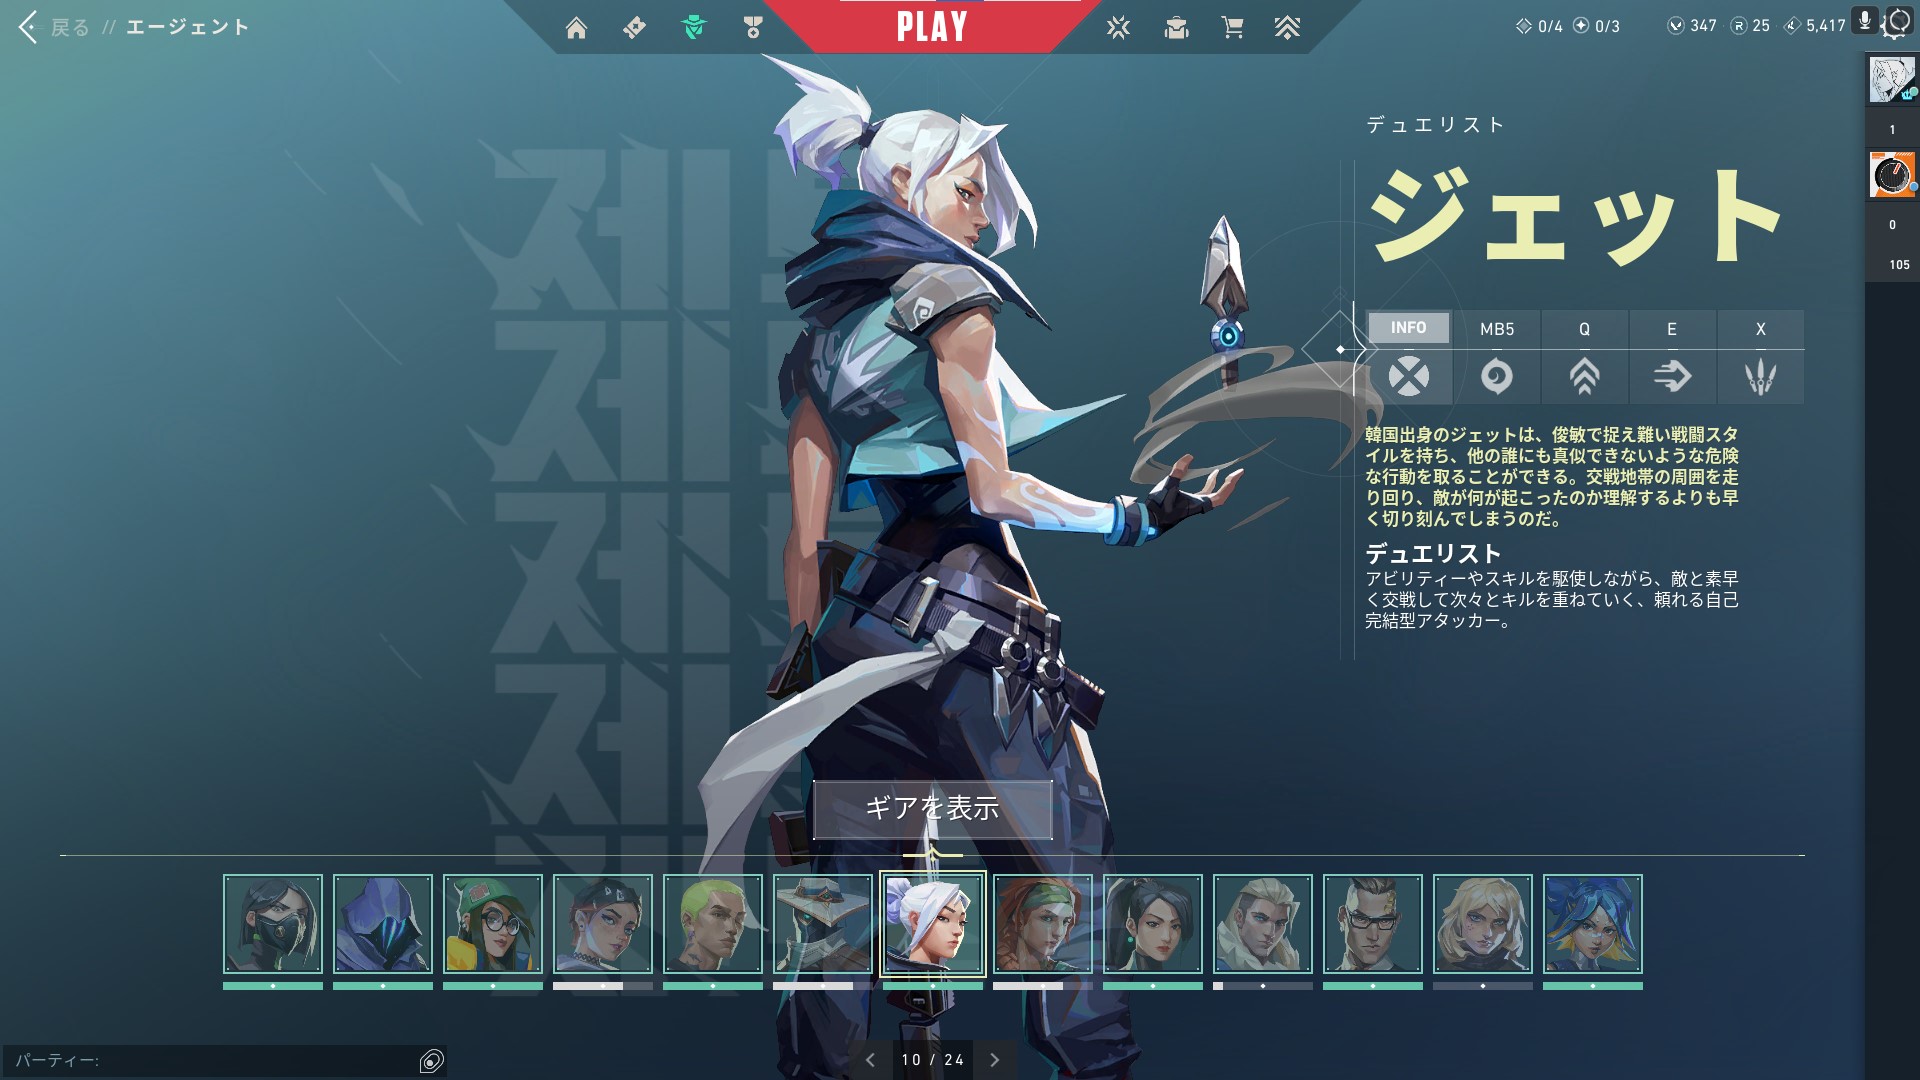 戻る // エージェント
PLAY
0/4 0/3 347 25 5,417
1
0
105
デュエリスト
ジェット
INFO MB5 Q E X
韓国出身のジェットは、俊敏で捉え難い戦闘スタ
イルを持ち、他の誰にも真似できないような危険
な行動を取ることができる。交戦地帯の周囲を走
り回り、敵が何が起こったのか理解するよりも早
く切り刻んでしまうのだ。
デュエリスト
アビリティーやスキルを駆使しながら、敵と素早
く交戦して次々とキルを重ねていく、頼れる自己
完結型アタッカー。
제
제
제
제
ギアを表示
パーティー:
10 / 24